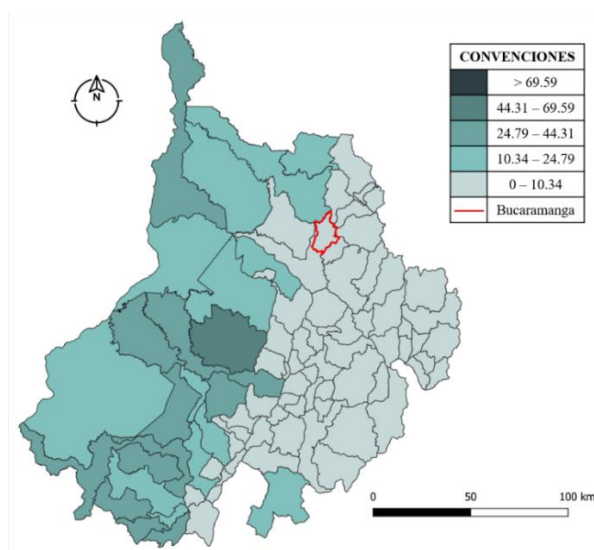 N
CONVENCIONES
> 69.59
44.31 – 69.59
24.79 – 44.31
10.34 – 24.79
0 – 10.34
Bucaramanga
0 50 100 km